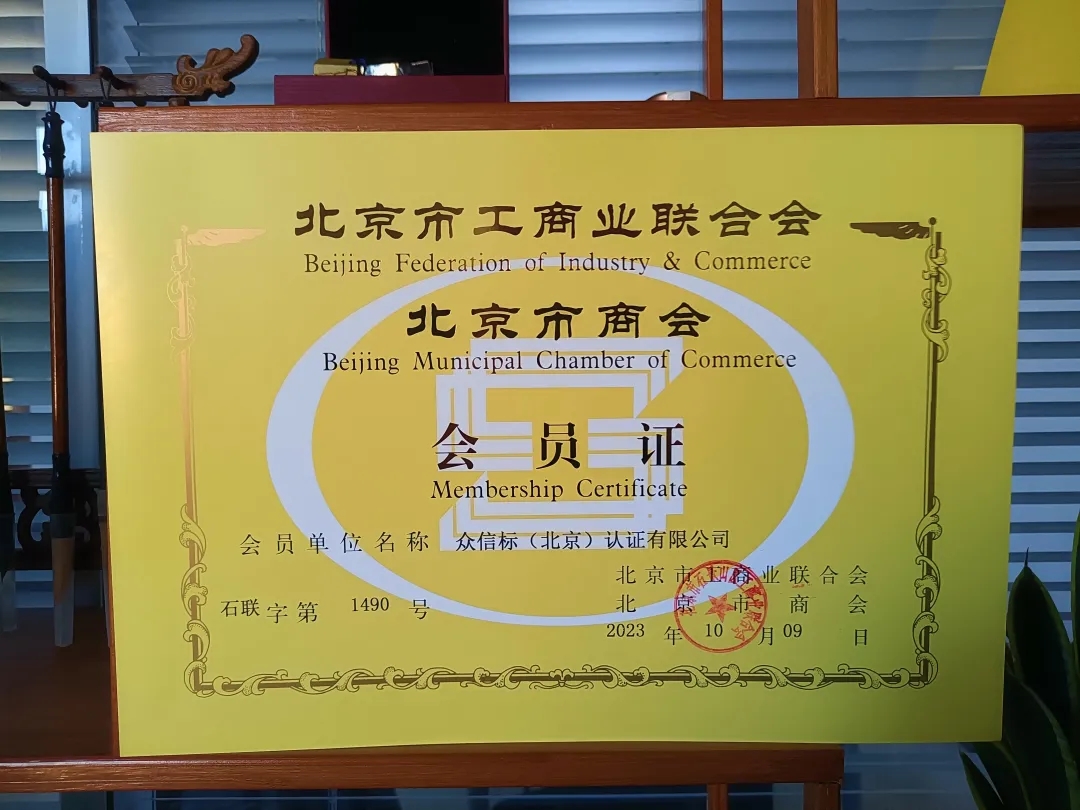 北京市工商业联合会
Beijing Federation of Industry & Commerce
北京市商会
Beijing Municipal Chamber of Commerce
会员证
Membership Certificate
会员单位名称 众信标（北京）认证有限公司
北京市工商业联合会
石联字第 1490 号 北京市商会
2023 年 10 月 09 日